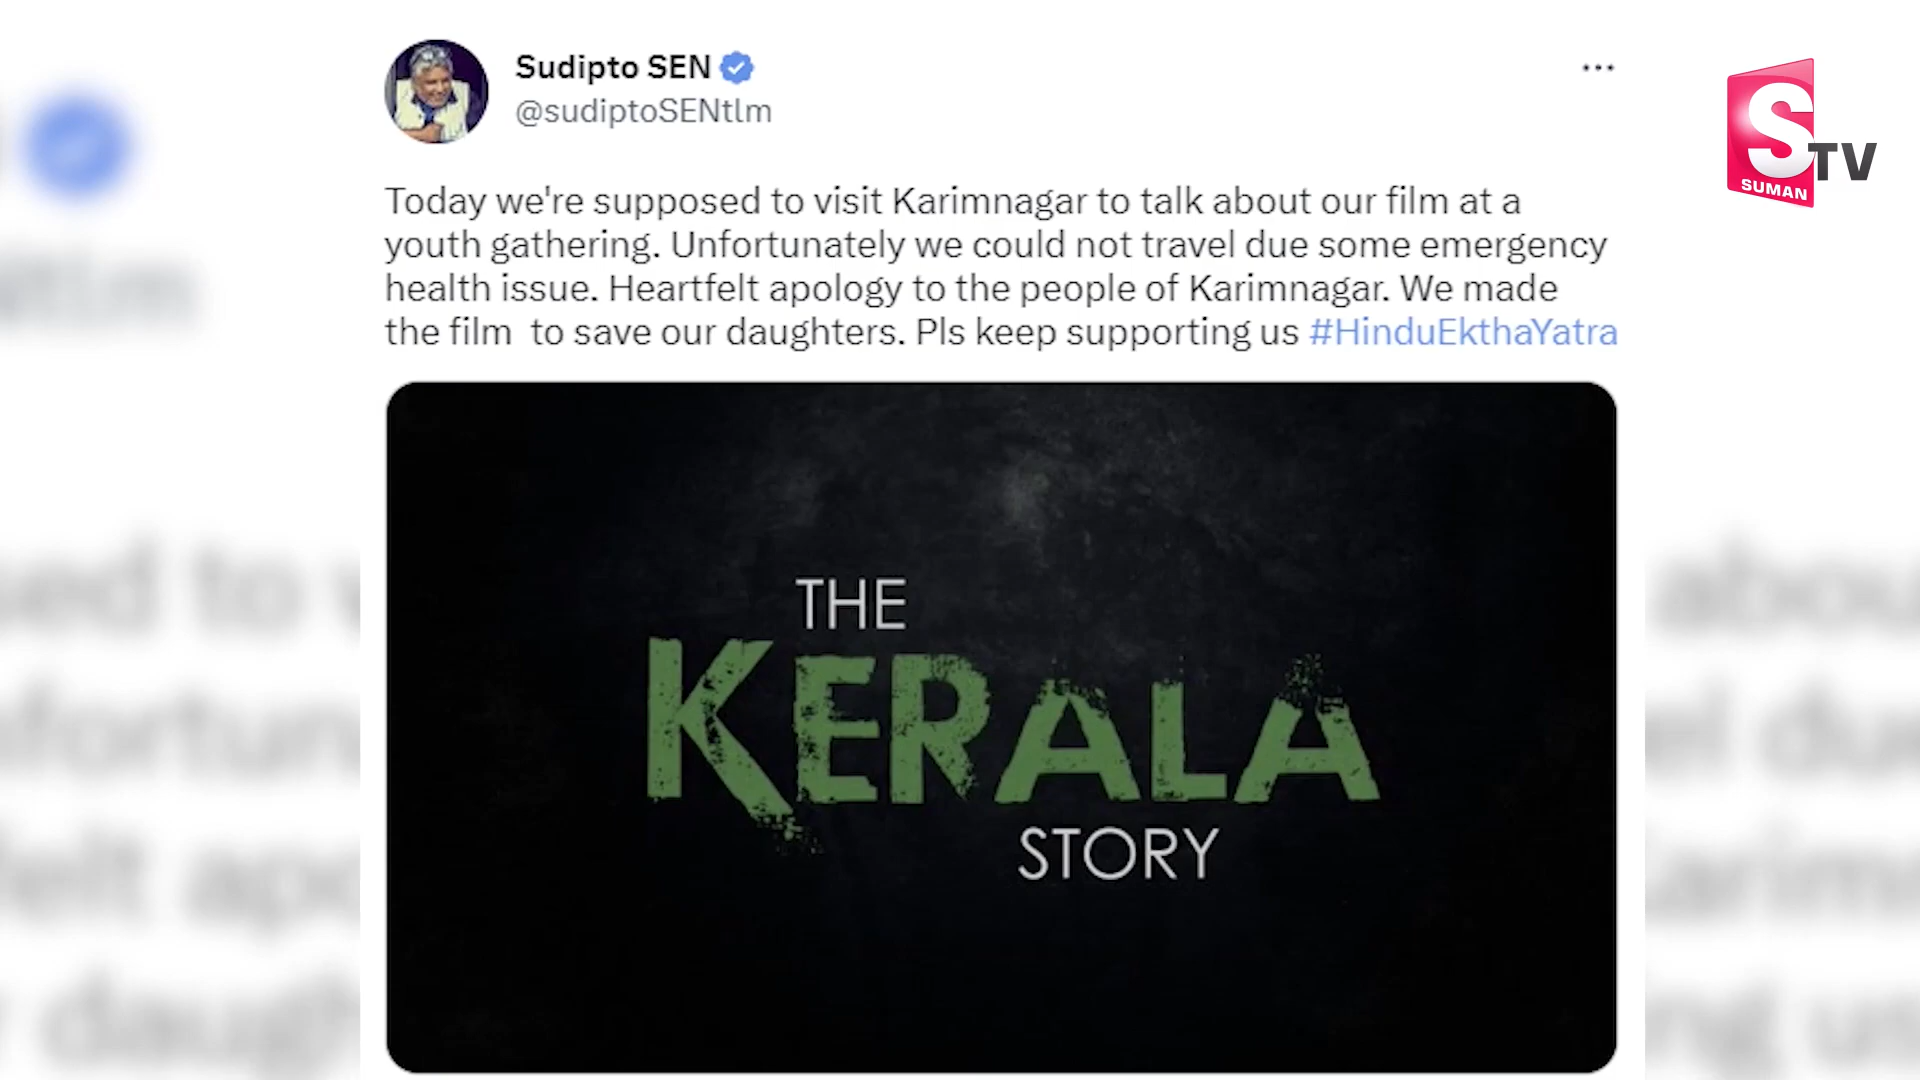 Sudipto SEN
@sudiptoSENtlm
Today we're supposed to visit Karimnagar to talk about our film at a
youth gathering. Unfortunately we could not travel due some emergency
health issue. Heartfelt apology to the people of Karimnagar. We made
the film  to save our daughters. Pls keep supporting us #HinduEkthaYatra
THE
KERALA
STORY
S TV
SUMAN